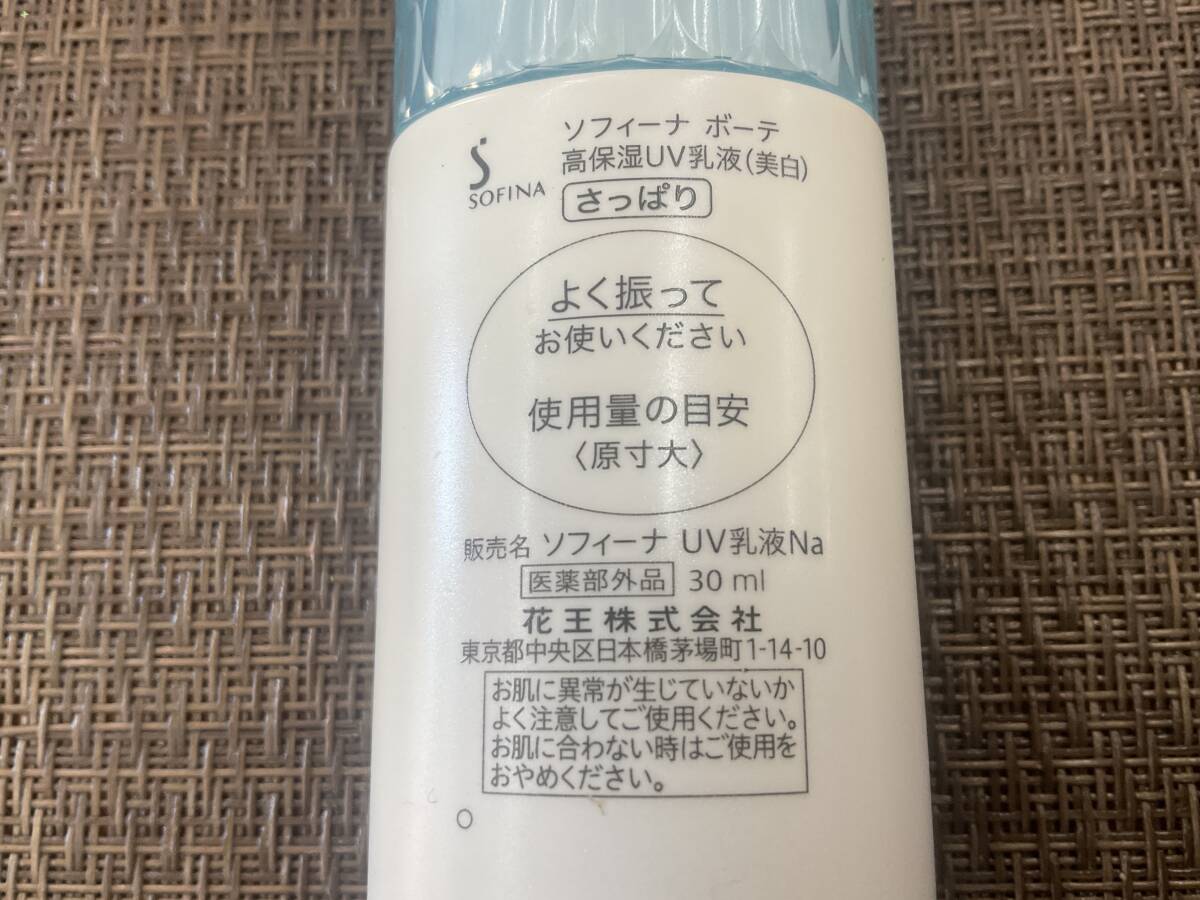 ソフィーナ ボーテ
高保湿UV乳液(美白)
SOFINA
さっぱり
よく振って
お使いください
使用量の目安
〈原寸大〉
販売名 ソフィーナ UV乳液Na
医薬部外品 30 ml
花王株式会社
東京都中央区日本橋茅場町1-14-10
お肌に異常が生じていないか
よく注意してご使用ください。
お肌に合わない時はご使用を
おやめください。